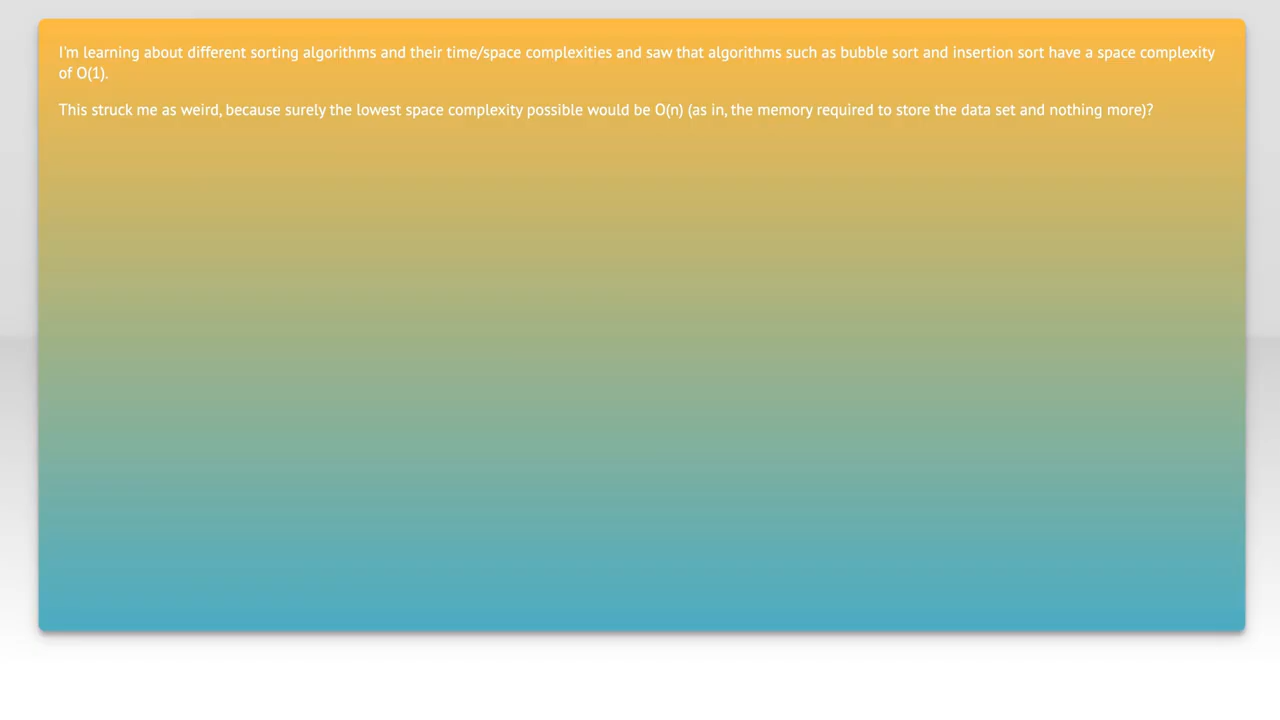 I'm learning about different sorting algorithms and their time/space complexities and saw that algorithms such as bubble sort and insertion sort have a space complexity
of O(1).
This struck me as weird, because surely the lowest space complexity possible would be O(n) (as in, the memory required to store the data set and nothing more)?